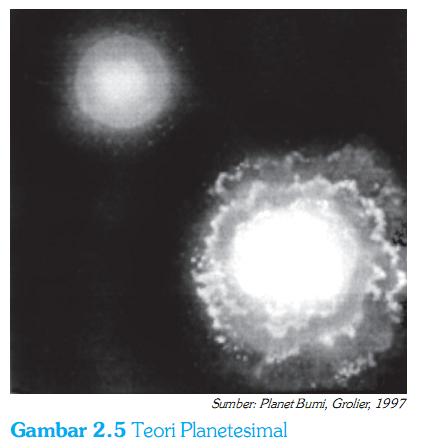 Sumber: Planet Bumi, Grolier, 1997
Gambar 2.5 Teori Planetesimal